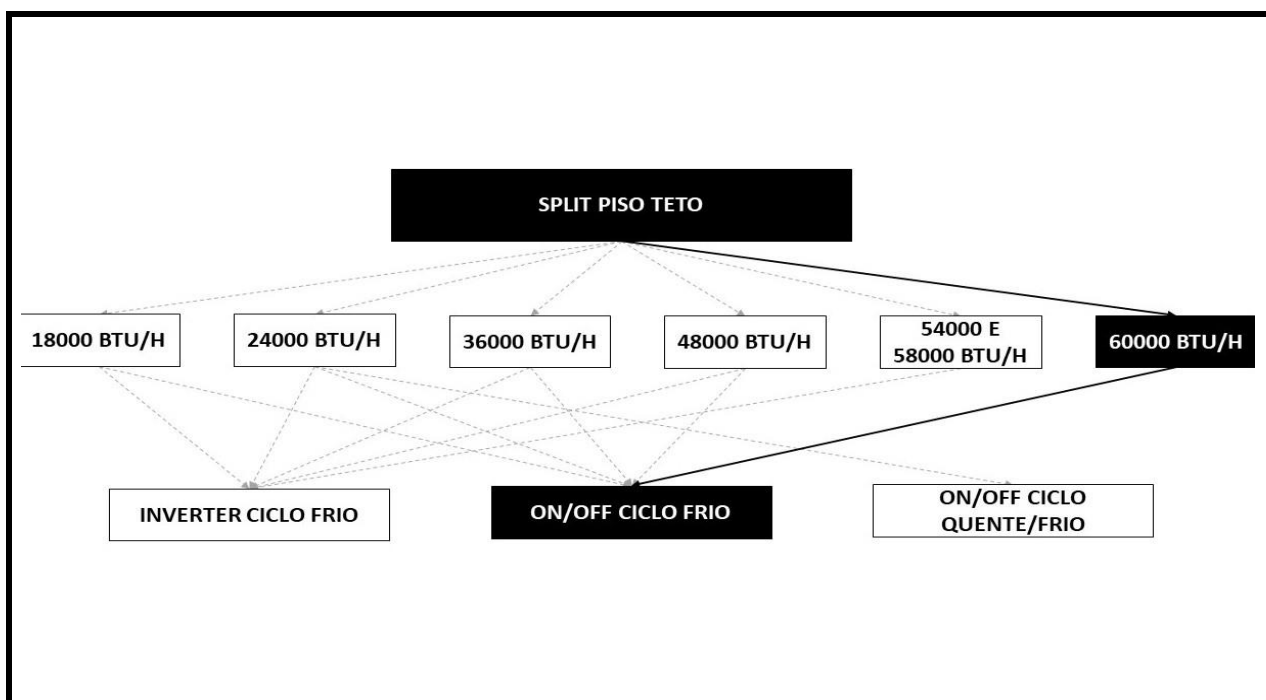 SPLIT PISO TETO
18000 BTU/H
24000 BTU/H
36000 BTU/H
48000 BTU/H
54000 E
58000 BTU/H
60000 BTU/H
INVERTER CICLO FRIO
ON/OFF CICLO FRIO
ON/OFF CICLO
QUENTE/FRIO